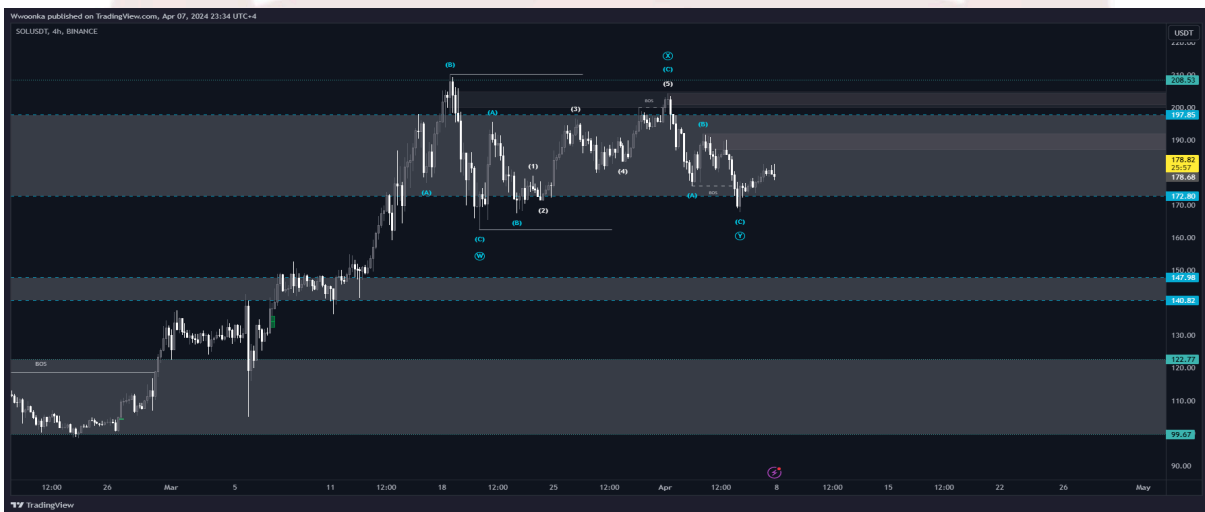 Wwoonka published on TradingView.com, Apr 07, 2024 23:34 UTC+4
SOLUSDT, 4h, BINANCE
USDT
220.00
210.00
208.53
200.00
197.85
190.00
178.82
25:57
178.68
172.80
170.00
160.00
150.00
147.98
140.82
130.00
122.77
120.00
110.00
99.67
90.00
(B)
(A)
(A)
(C)
W
(B)
(1)
(2)
(3)
(4)
BOS
X
(C)
(5)
(B)
(A)
BOS
(C)
Y
BOS
12:00 26 Mar 5 11 12:00 18 12:00 25 12:00 Apr 12:00 8 12:00 15 12:00 22 26 May
TradingView